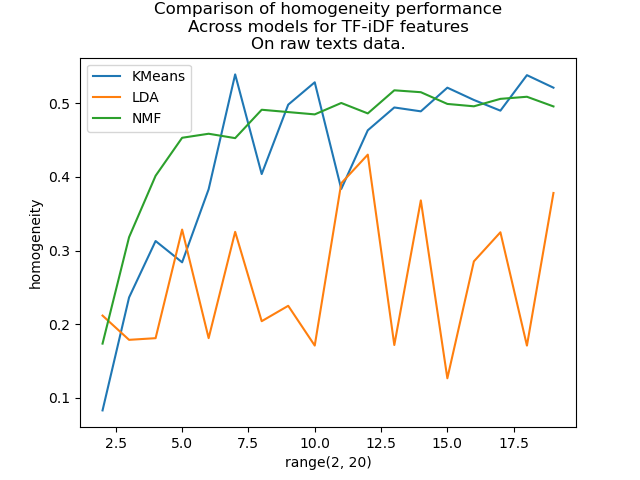 Comparison of homogeneity performance
Across models for TF-iDF features
On raw texts data.
KMeans
LDA
NMF
0.5
0.4
0.3
0.2
0.1
homogeneity
2.5 5.0 7.5 10.0 12.5 15.0 17.5
range(2, 20)